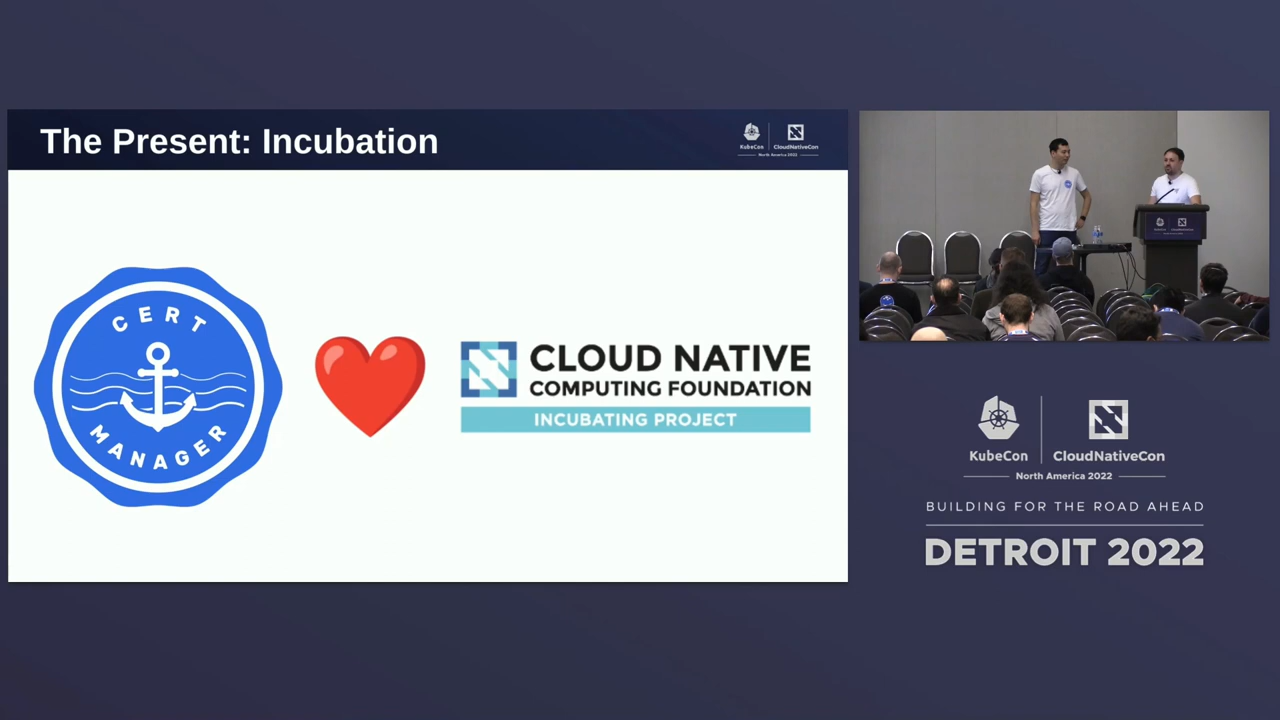 The Present: Incubation
KubeCon
CloudNativeCon
North America 2022
CERT
MANAGER
CLOUD NATIVE
COMPUTING FOUNDATION
INCUBATING PROJECT
KubeCon
CloudNativeCon
North America 2022
BUILDING FOR THE ROAD AHEAD
DETROIT 2022